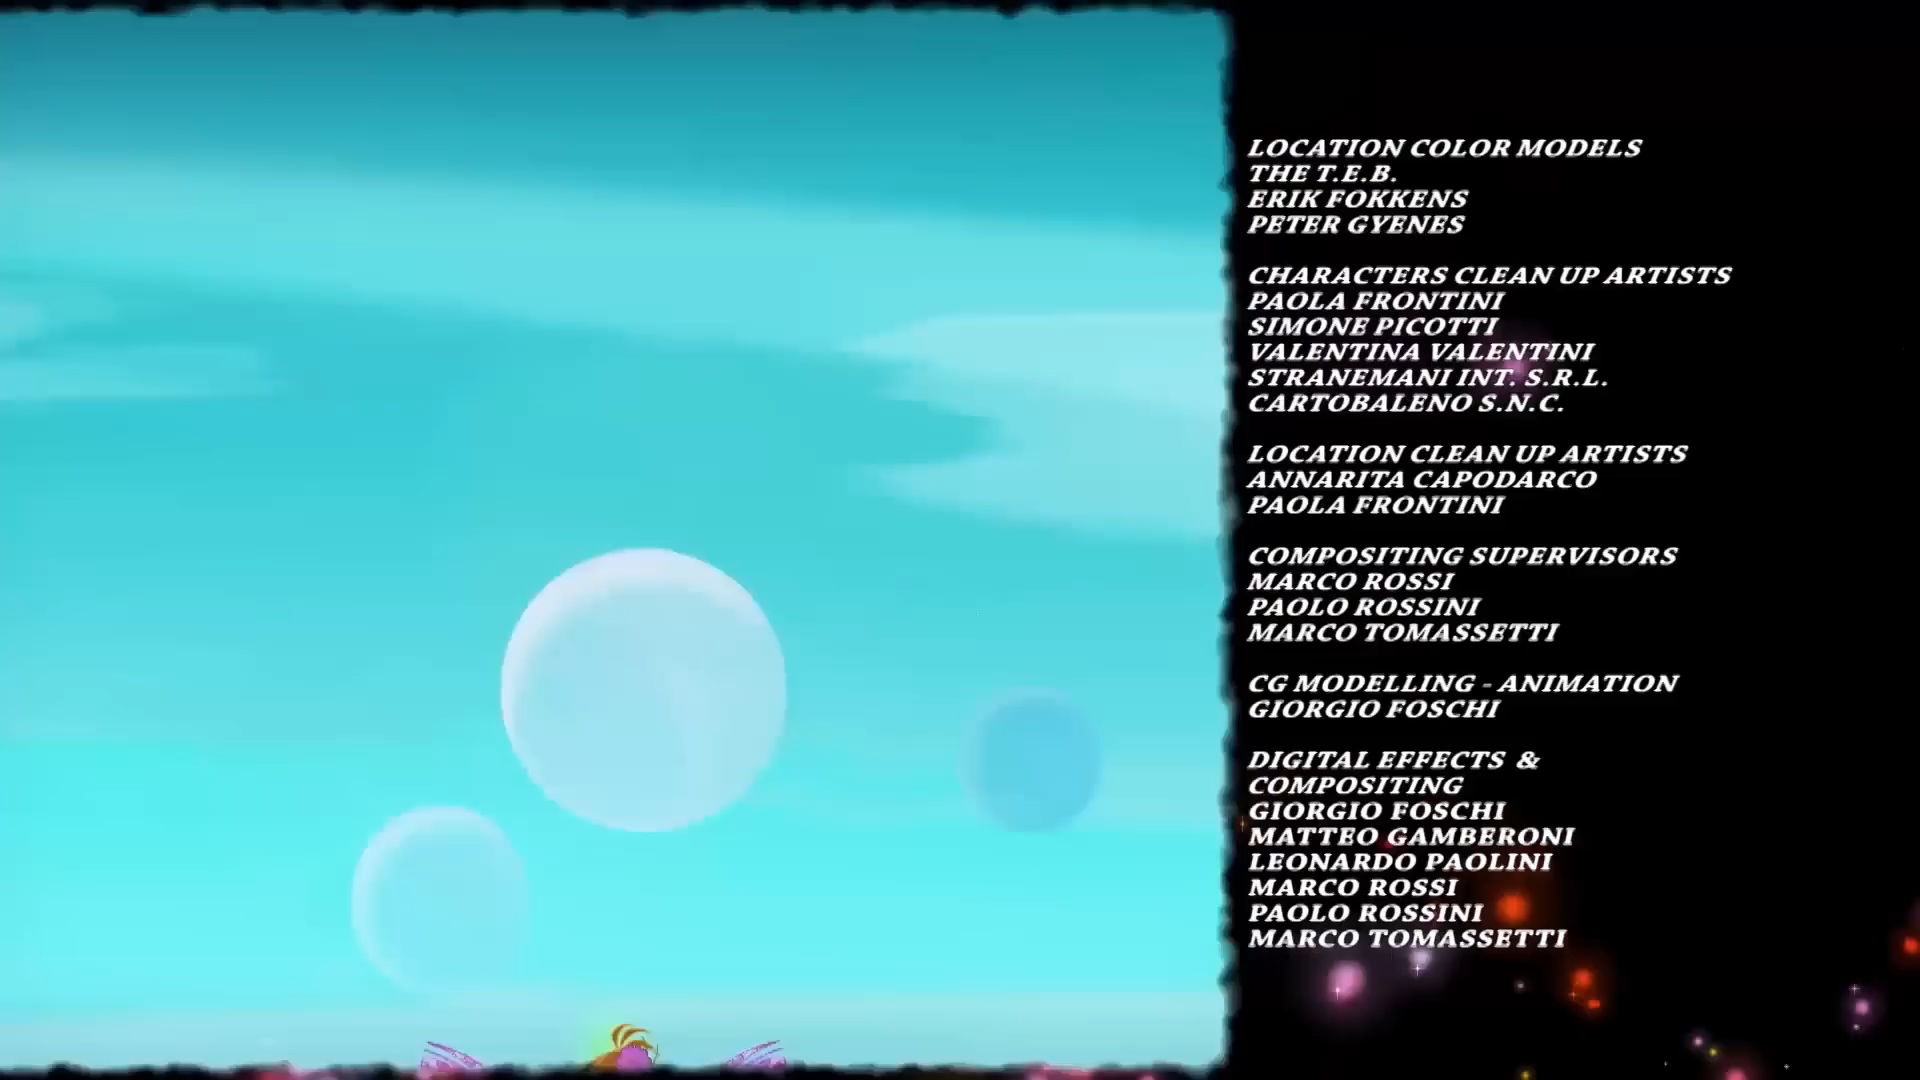 LOCATION COLOR MODELS
THE T.E.B.
ERIK FOKKENS
PETER GYENES
CHARACTERS CLEAN UP ARTISTS
PAOLA FRONTINI
SIMONE PICOTTI
VALENTINA VALENTINI
STRANEMANI INT. S.R.L.
CARTOBALENO S.N.C.
LOCATION CLEAN UP ARTISTS
ANNARITA CAPODARCO
PAOLA FRONTINI
COMPOSITING SUPERVISORS
MARCO ROSSI
PAOLO ROSSINI
MARCO TOMASSETTI
CG MODELLING - ANIMATION
GIORGIO FOSCHI
DIGITAL EFFECTS &
COMPOSITING
GIORGIO FOSCHI
MATTEO GAMBERONI
LEONARDO PAOLINI
MARCO ROSSI
PAOLO ROSSINI
MARCO TOMASSETTI